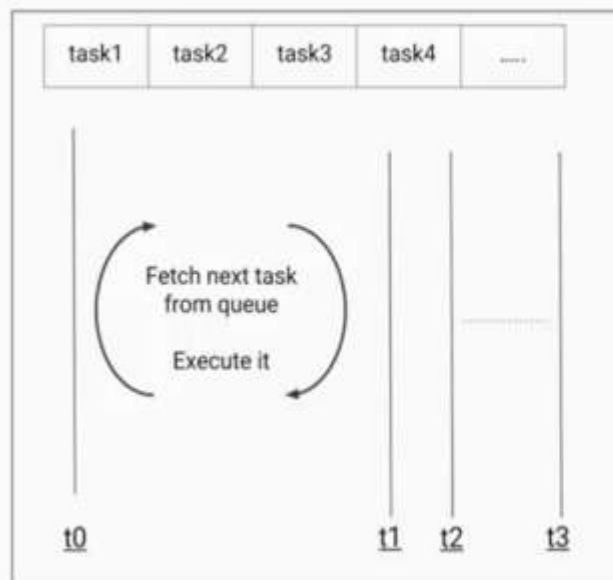 task1 task2 task3 task4 .....
Fetch next task
from queue
Execute it
t0 t1 t2 t3